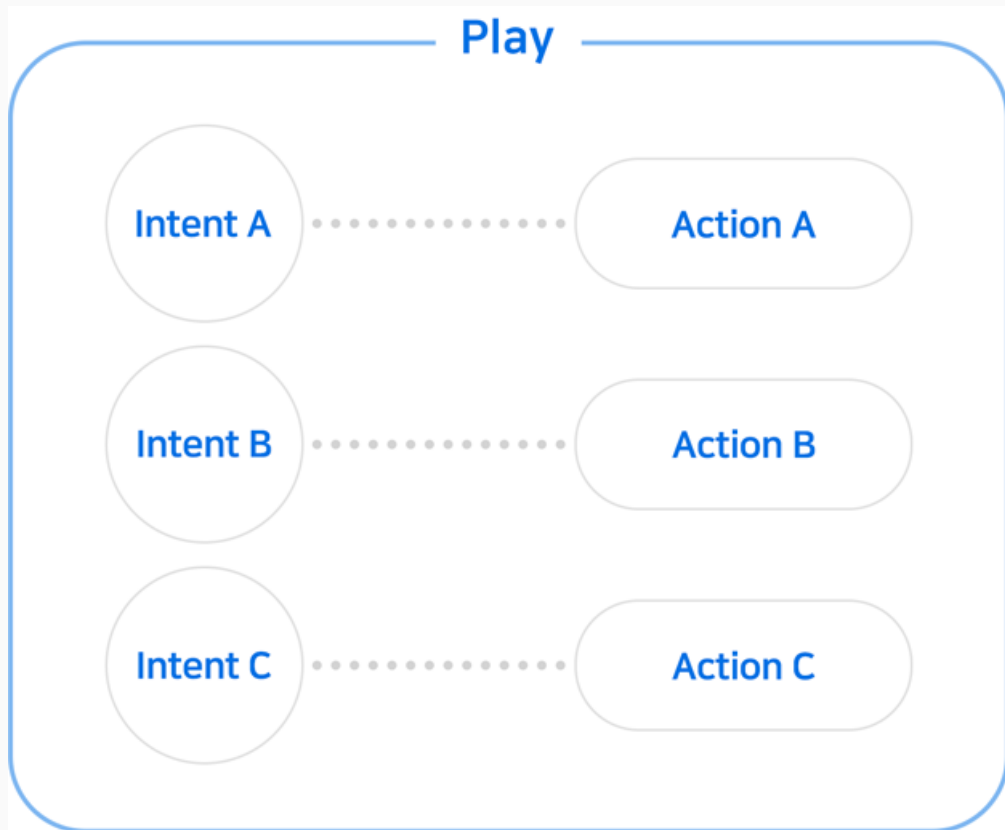 Play
Intent A
Action A
Intent B
Action B
Intent C
Action C